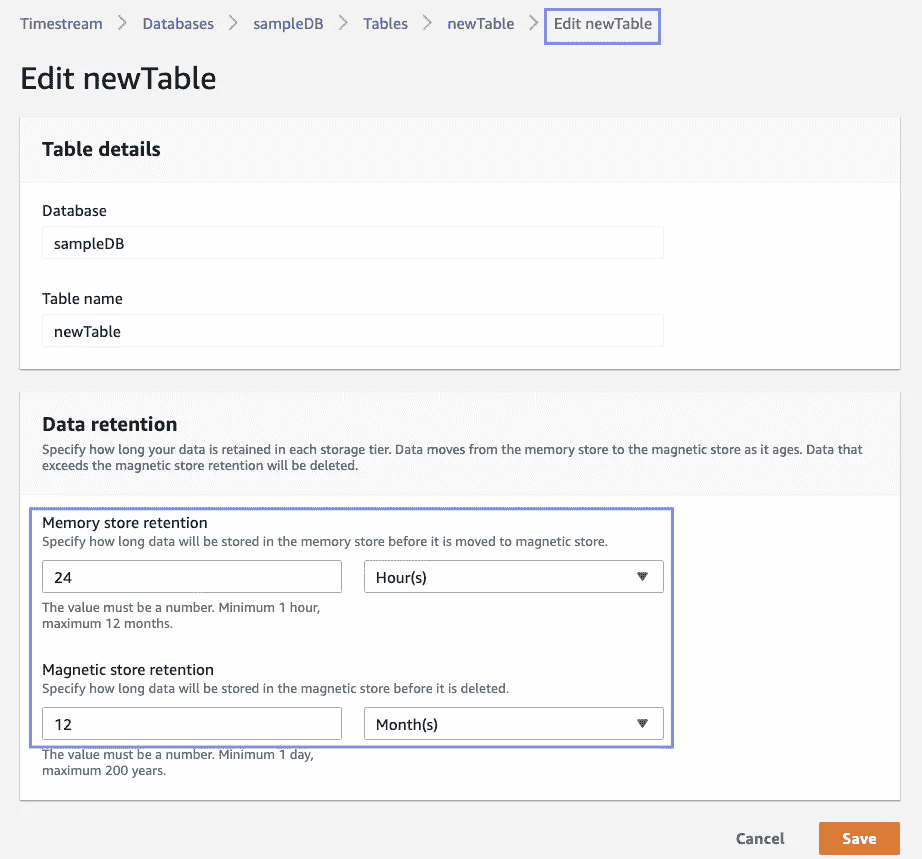 Timestream > Databases > sampleDB > Tables > newTable > Edit newTable
Edit newTable
Table details
Database
sampleDB
Table name
newTable
Data retention
Specify how long your data is retained in each storage tier. Data moves from the memory store to the magnetic store as it ages. Data that
exceeds the magnetic store retention will be deleted.
Memory store retention
Specify how long data will be stored in the memory store before it is moved to magnetic store.
24 Hour(s)
The value must be a number. Minimum 1 hour,
maximum 12 months.
Magnetic store retention
Specify how long data will be stored in the magnetic store before it is deleted.
12 Month(s)
The value must be a number. Minimum 1 day,
maximum 200 years.
Cancel Save